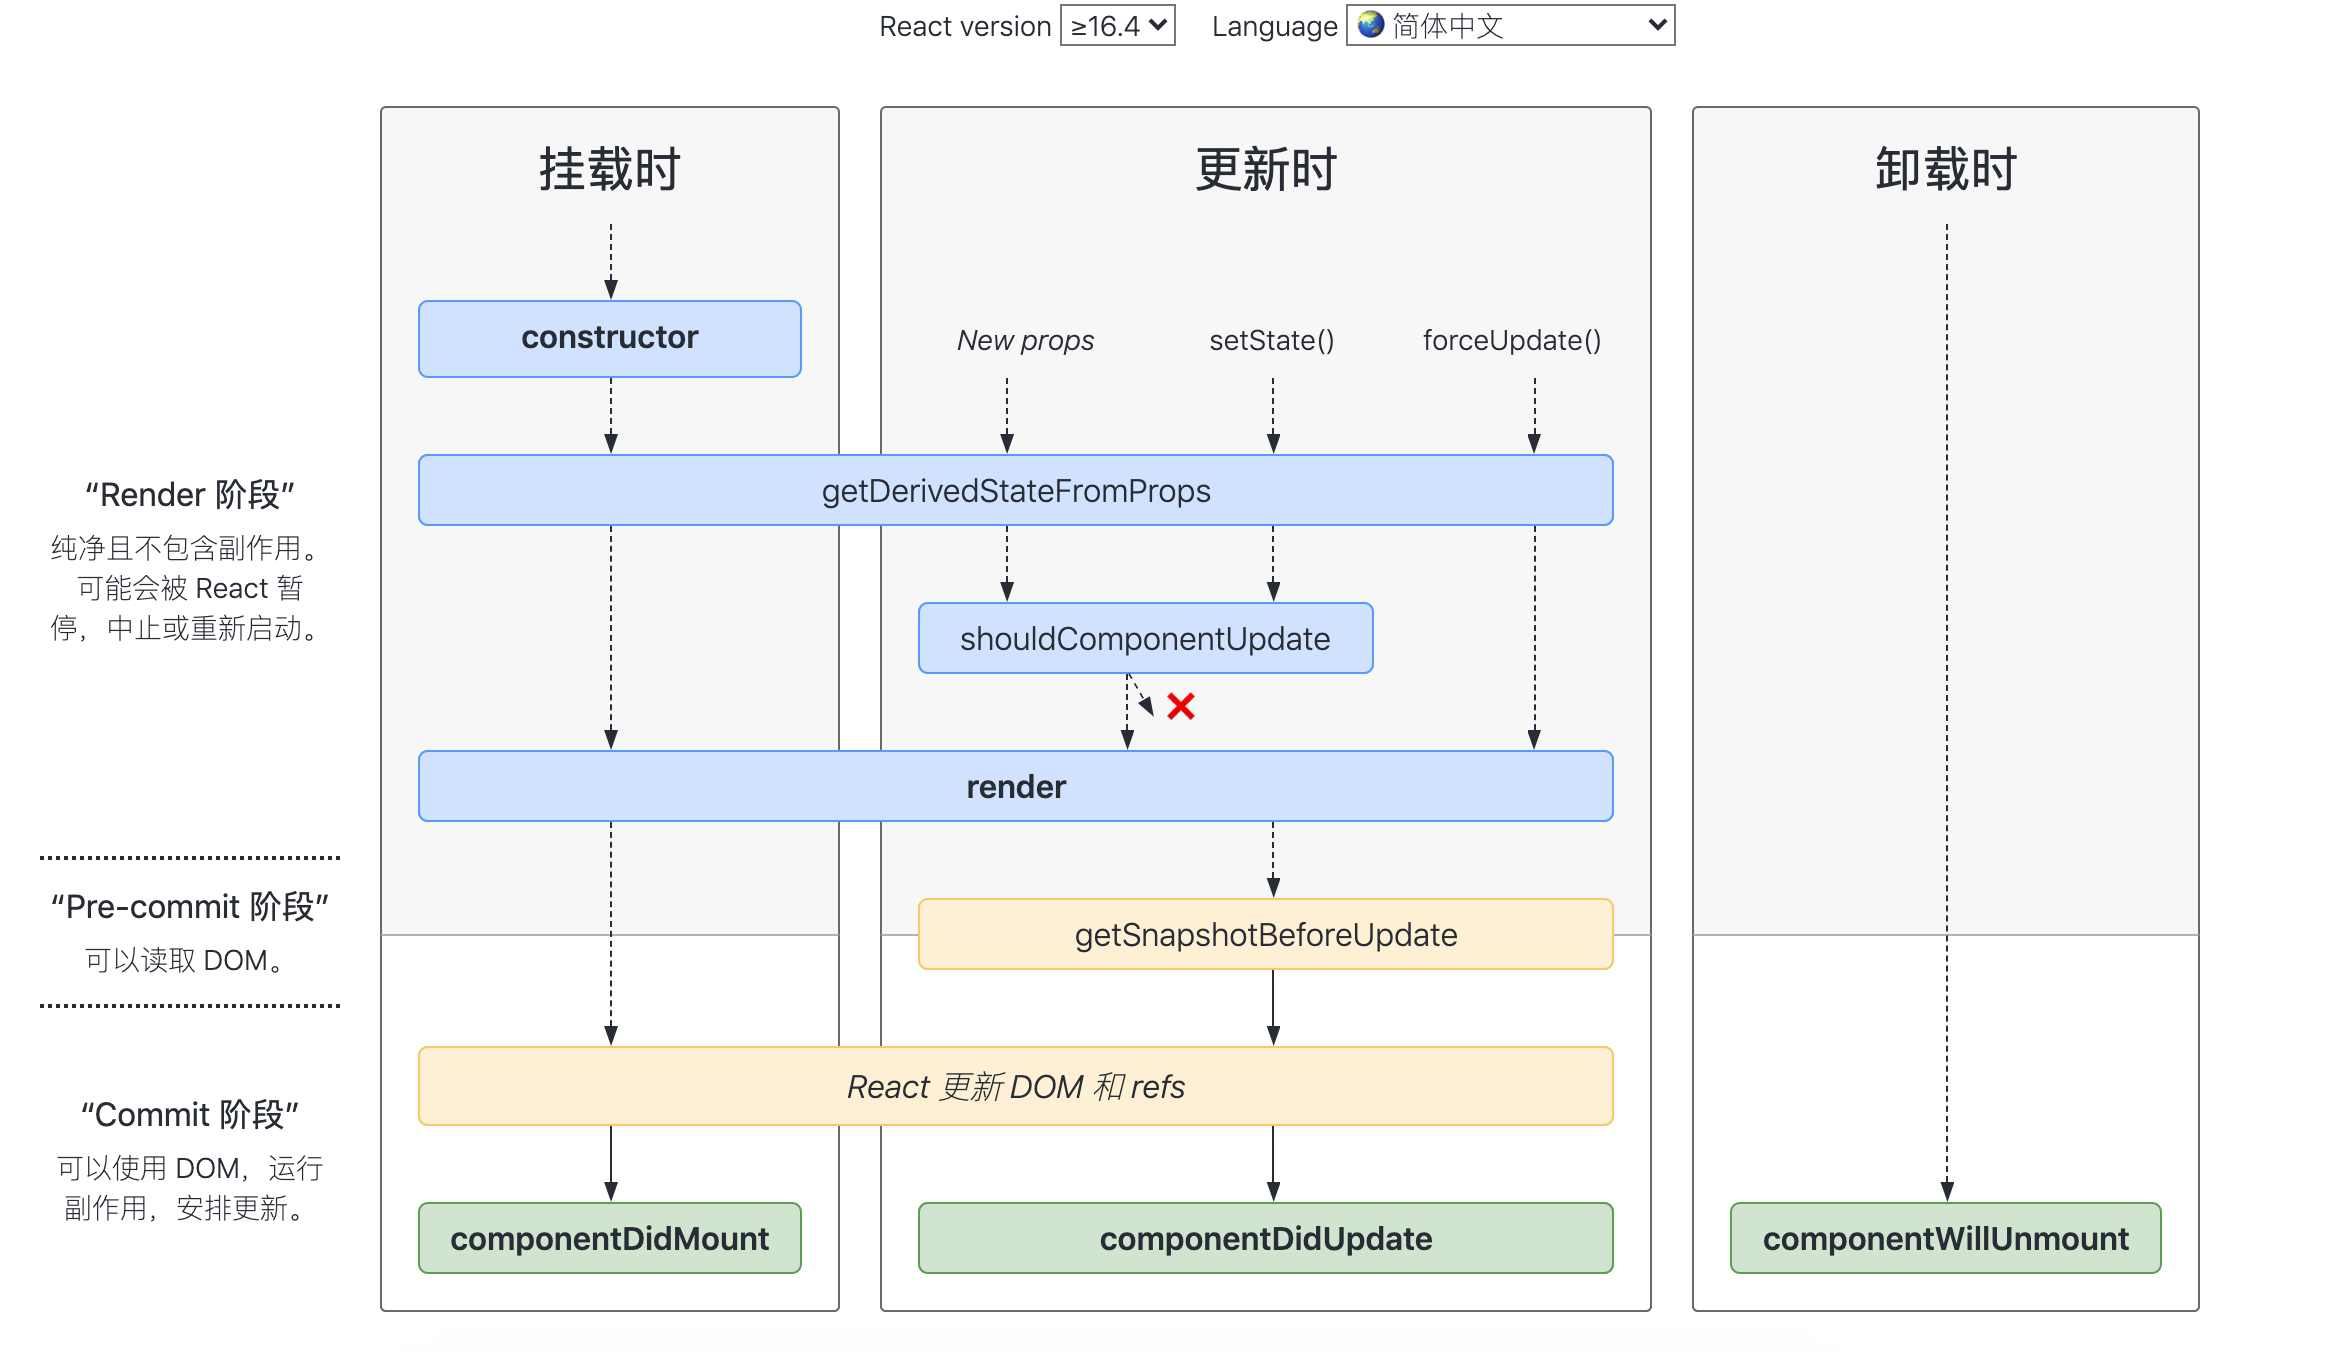 React version ≥16.4 Language 🌏 简体中文
挂载时
更新时
卸载时
constructor
New props
setState()
forceUpdate()
getDerivedStateFromProps
“Render 阶段”
纯净且不包含副作用。
可能会被 React 暂
停，中止或重新启动。
shouldComponentUpdate
render
“Pre-commit 阶段”
可以读取 DOM。
getSnapshotBeforeUpdate
React 更新 DOM 和 refs
“Commit 阶段”
可以使用 DOM，运行
副作用，安排更新。
componentDidMount
componentDidUpdate
componentWillUnmount